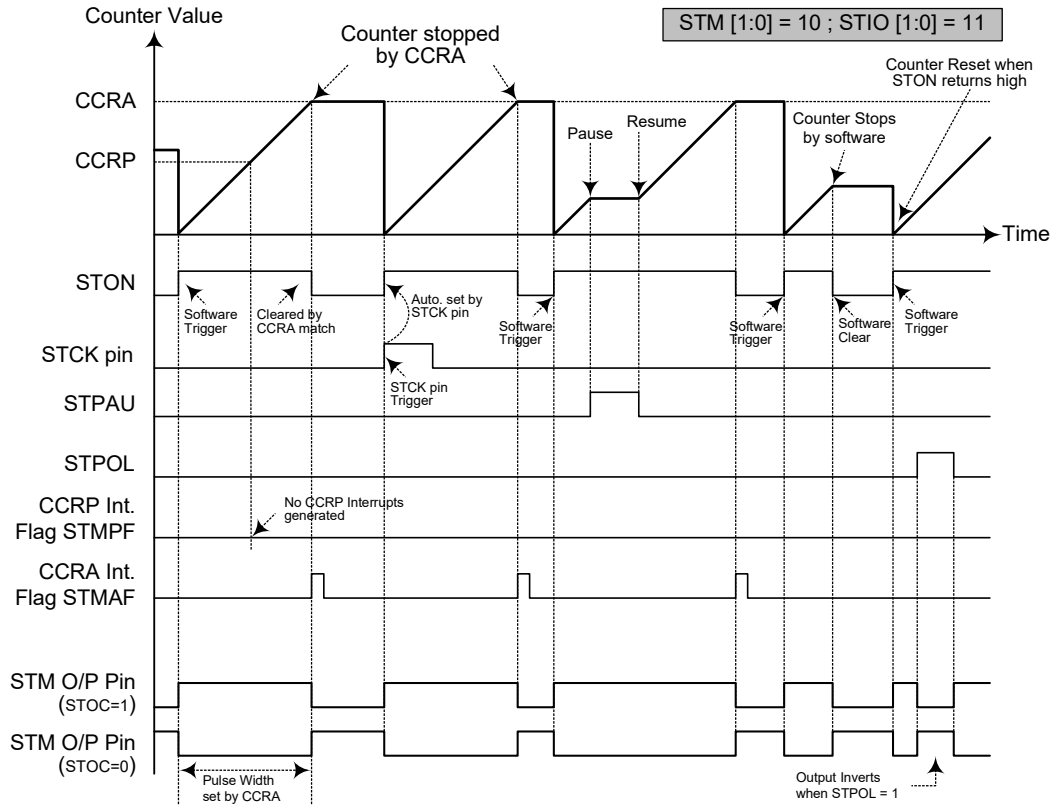 Counter Value
STM [1:0] = 10 ; STIO [1:0] = 11
Counter stopped
by CCRA
Counter Reset when
STON returns high
CCRA
Pause
Resume
Counter Stops
by software
CCRP
Time
STON
Software
Trigger
Cleared by
CCRA match
Auto. set by
STCK pin
Software
Trigger
Software
Trigger
Software
Clear
Software
Trigger
STCK pin
STCK pin
Trigger
STPAU
STPOL
CCRP Int.
Flag STMPF
No CCRP Interrupts
generated
CCRA Int.
Flag STMAF
STM O/P Pin
(STOC=1)
STM O/P Pin
(STOC=0)
Pulse Width
set by CCRA
Output Inverts
when STPOL = 1